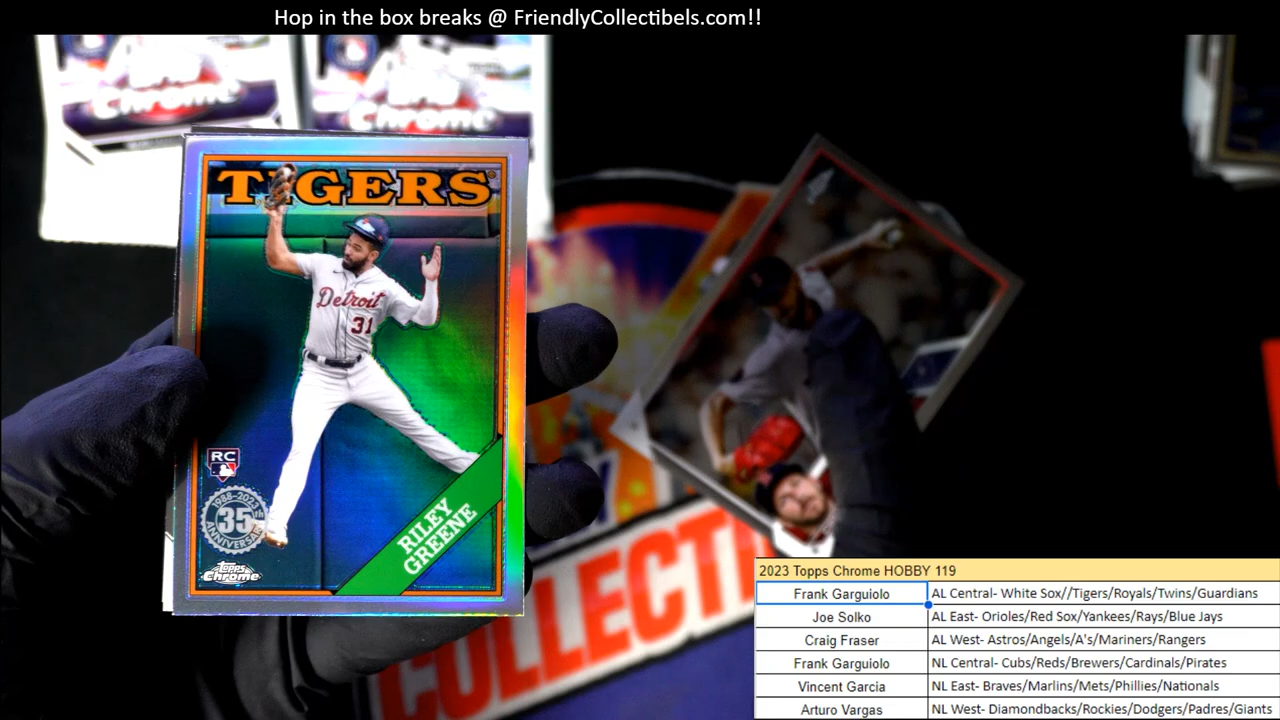 Hop in the box breaks @ FriendlyCollectibels.com!!
Chrome
Chrome
TIGERS
Detroit
31
RC
1988-2023
35th
ANNIVERSARY
RILEY
GREENE
Topps
Chrome
COLLECTI
2023 Topps Chrome HOBBY 119
Frank Garguiolo AL Central- White Sox//Tigers/Royals/Twins/Guardians
Joe Solko AL East- Orioles/Red Sox/Yankees/Rays/Blue Jays
Craig Fraser AL West- Astros/Angels/A's/Mariners/Rangers
Frank Garguiolo NL Central- Cubs/Reds/Brewers/Cardinals/Pirates
Vincent Garcia NL East- Braves/Marlins/Mets/Phillies/Nationals
Arturo Vargas NL West- Diamondbacks/Rockies/Dodgers/Padres/Giants